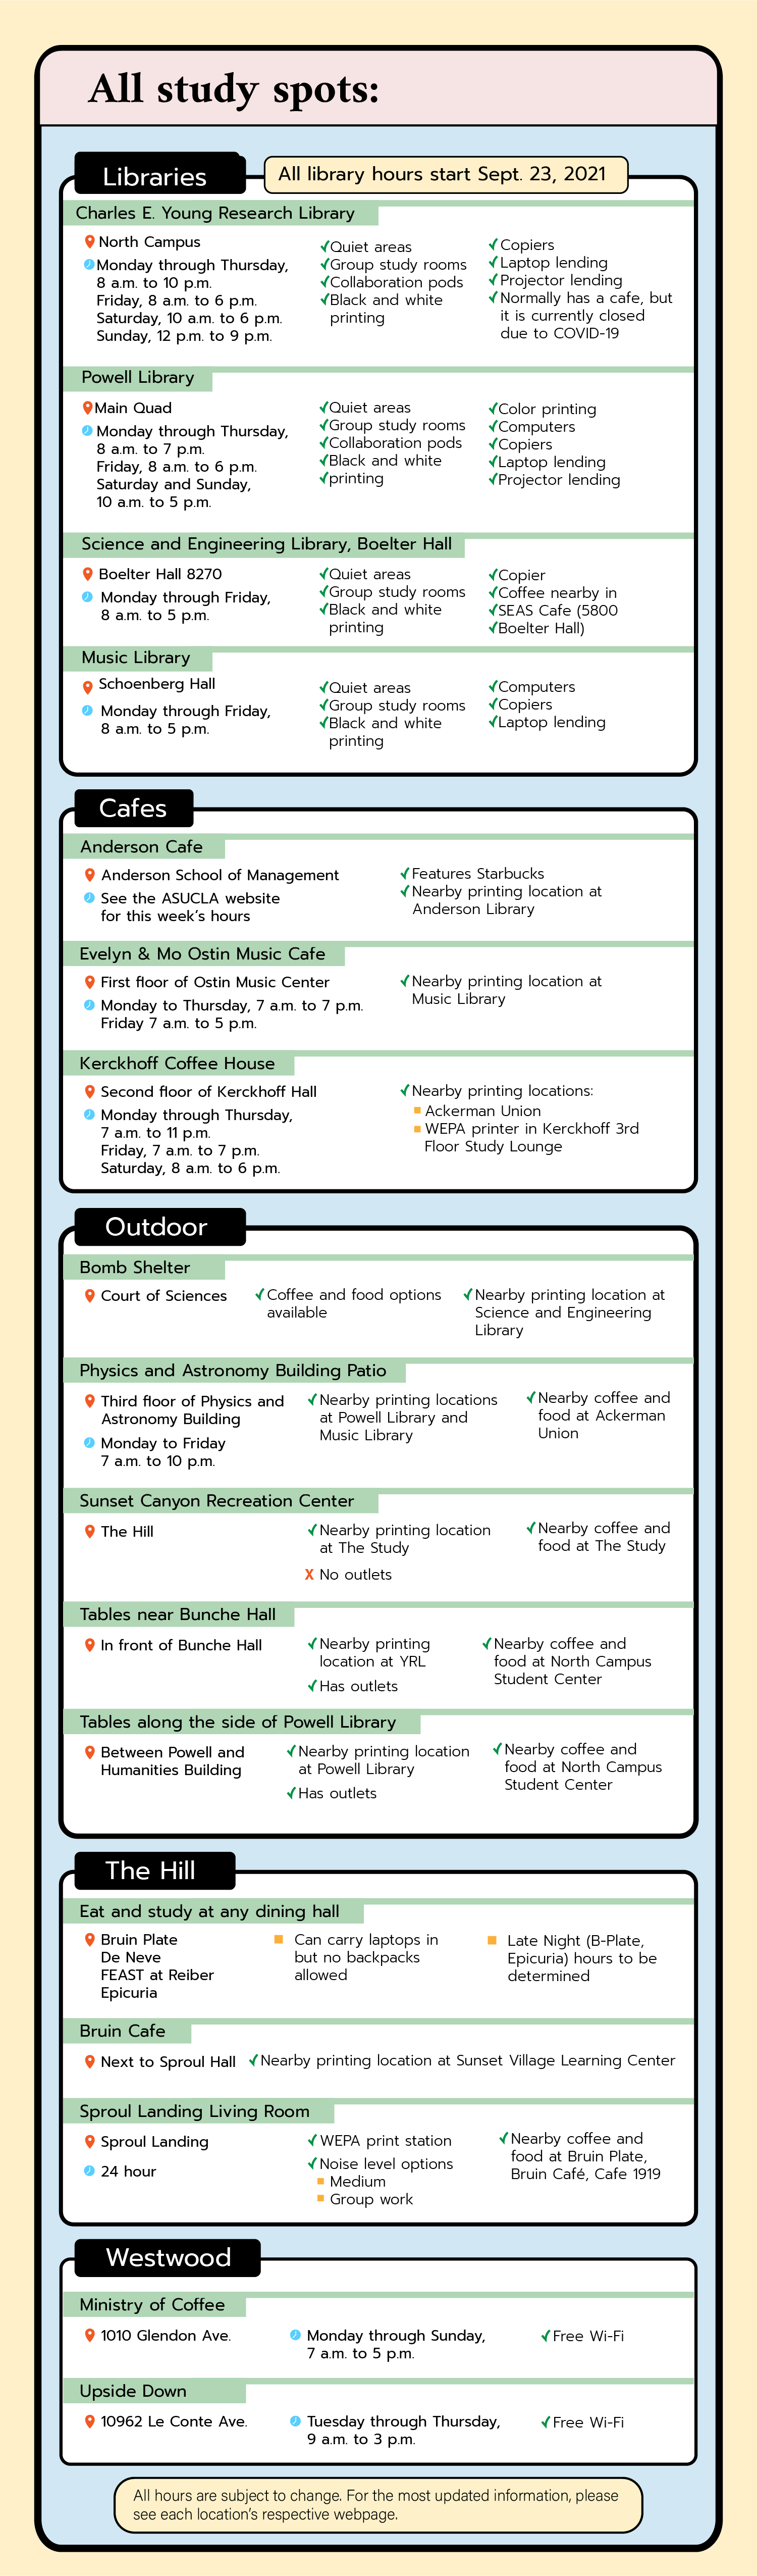 All study spots:
Libraries
All library hours start Sept. 23, 2021
Charles E. Young Research Library
North Campus
Monday through Thursday,
8 a.m. to 10 p.m.
Friday, 8 a.m. to 6 p.m.
Saturday, 10 a.m. to 6 p.m.
Sunday, 12 p.m. to 9 p.m.
Quiet areas
Group study rooms
Collaboration pods
Black and white
printing
Copiers
Laptop lending
Projector lending
Normally has a cafe, but
it is currently closed
due to COVID-19
Powell Library
Main Quad
Monday through Thursday,
8 a.m. to 7 p.m.
Friday, 8 a.m. to 6 p.m.
Saturday and Sunday,
10 a.m. to 5 p.m.
Quiet areas
Group study rooms
Collaboration pods
Black and white
printing
Color printing
Computers
Copiers
Laptop lending
Projector lending
Science and Engineering Library, Boelter Hall
Boelter Hall 8270
Monday through Friday,
8 a.m. to 5 p.m.
Quiet areas
Group study rooms
Black and white
printing
Copier
Coffee nearby in
SEAS Cafe (5800
Boelter Hall)
Music Library
Schoenberg Hall
Monday through Friday,
8 a.m. to 5 p.m.
Quiet areas
Group study rooms
Black and white
printing
Computers
Copiers
Laptop lending
Cafes
Anderson Cafe
Anderson School of Management
See the ASUCLA website
for this week's hours
Features Starbucks
Nearby printing location at
Anderson Library
Evelyn & Mo Ostin Music Cafe
First floor of Ostin Music Center
Monday to Thursday, 7 a.m. to 7 p.m.
Friday 7 a.m. to 5 p.m.
Nearby printing location at
Music Library
Kerckhoff Coffee House
Second floor of Kerckhoff Hall
Monday through Thursday,
7 a.m. to 11 p.m.
Friday, 7 a.m. to 7 p.m.
Saturday, 8 a.m. to 6 p.m.
Nearby printing locations:
Ackerman Union
WEPA printer in Kerckhoff 3rd
Floor Study Lounge
Outdoor
Bomb Shelter
Court of Sciences
Coffee and food options
available
Nearby printing location at
Science and Engineering
Library
Physics and Astronomy Building Patio
Third floor of Physics and
Astronomy Building
Monday to Friday
7 a.m. to 10 p.m.
Nearby printing locations
at Powell Library and
Music Library
Nearby coffee and
food at Ackerman
Union
Sunset Canyon Recreation Center
The Hill
Nearby printing location
at The Study
X No outlets
Nearby coffee and
food at The Study
Tables near Bunche Hall
In front of Bunche Hall
Nearby printing
location at YRL
Has outlets
Nearby coffee and
food at North Campus
Student Center
Tables along the side of Powell Library
Between Powell and
Humanities Building
Nearby printing location
at Powell Library
Has outlets
Nearby coffee and
food at North Campus
Student Center
The Hill
Eat and study at any dining hall
Bruin Plate
De Neve
FEAST at Reiber
Epicuria
Can carry laptops in
but no backpacks
allowed
Late Night (B-Plate,
Epicuria) hours to be
determined
Bruin Cafe
Next to Sproul Hall
Nearby printing location at Sunset Village Learning Center
Sproul Landing Living Room
Sproul Landing
24 hour
WEPA print station
Noise level options
Medium
Group work
Nearby coffee and
food at Bruin Plate,
Bruin Café, Cafe 1919
Westwood
Ministry of Coffee
1010 Glendon Ave.
Monday through Sunday,
7 a.m. to 5 p.m.
Free Wi-Fi
Upside Down
10962 Le Conte Ave.
Tuesday through Thursday,
9 a.m. to 3 p.m.
Free Wi-Fi
All hours are subject to change. For the most updated information, please
see each location's respective webpage.